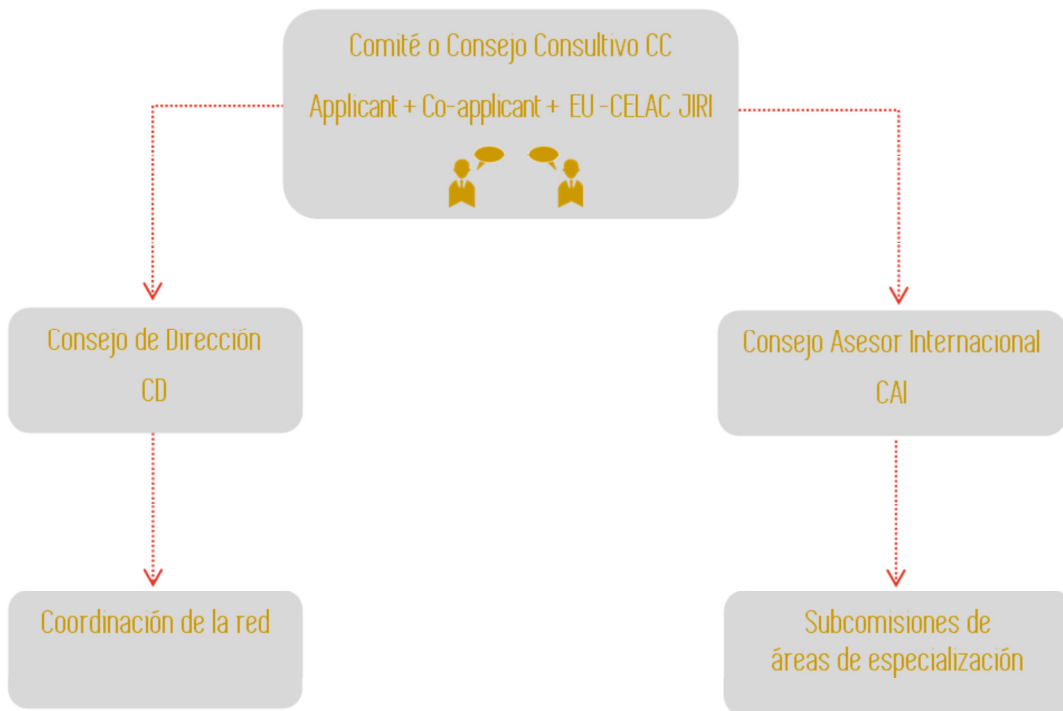 Comité o Consejo Consultivo CC
Applicant + Co-applicant + EU -CELAC JIRI
Consejo de Dirección
CD
Consejo Asesor Internacional
CAI
Coordinación de la red
Subcomisiones de
áreas de especialización